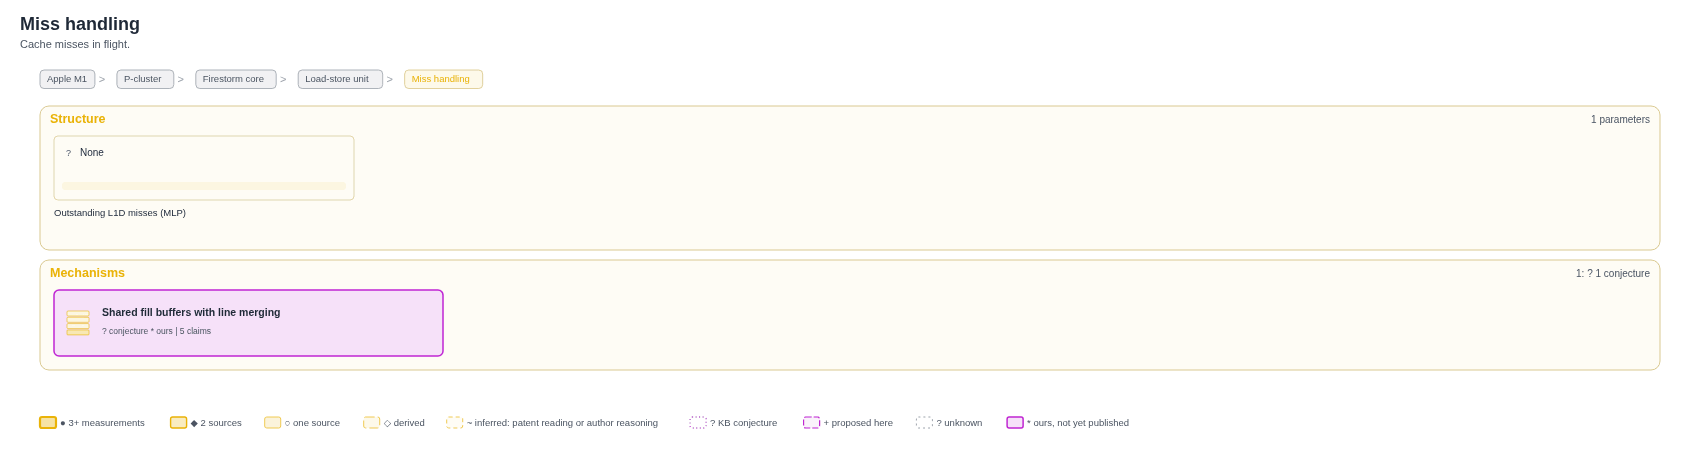 Miss handling
Cache misses in flight.
Apple M1 > P-cluster > Firestorm core > Load-store unit > Miss handling
Structure 1 parameters
? None
Outstanding L1D misses (MLP)
Mechanisms 1: ? 1 conjecture
Shared fill buffers with line merging
? conjecture * ours | 5 claims
● 3+ measurements ◆ 2 sources ○ one source ◇ derived ~ inferred: patent reading or author reasoning ? KB conjecture + proposed here ? unknown * ours, not yet published